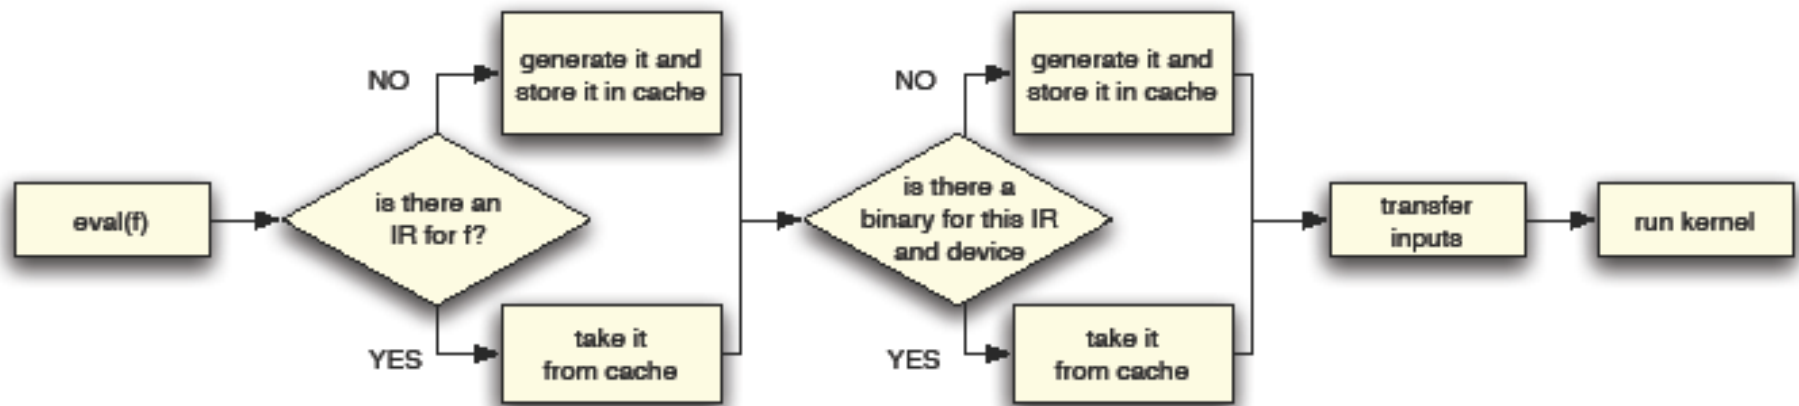 eval(f)
is there an
IR for f?
NO
generate it and
store it in cache
YES
take it
from cache
is there a
binary for this IR
and device
NO
generate it and
store it in cache
YES
take it
from cache
transfer
inputs
run kernel